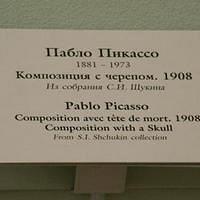 Пабло Пикассо
1881 – 1973
Композиция с черепом. 1908
Из собрания С.И. Щукина
Pablo Picasso
Composition avec tète de mort. 1908
Composition with a Skull
From S.I. Shchukin collection